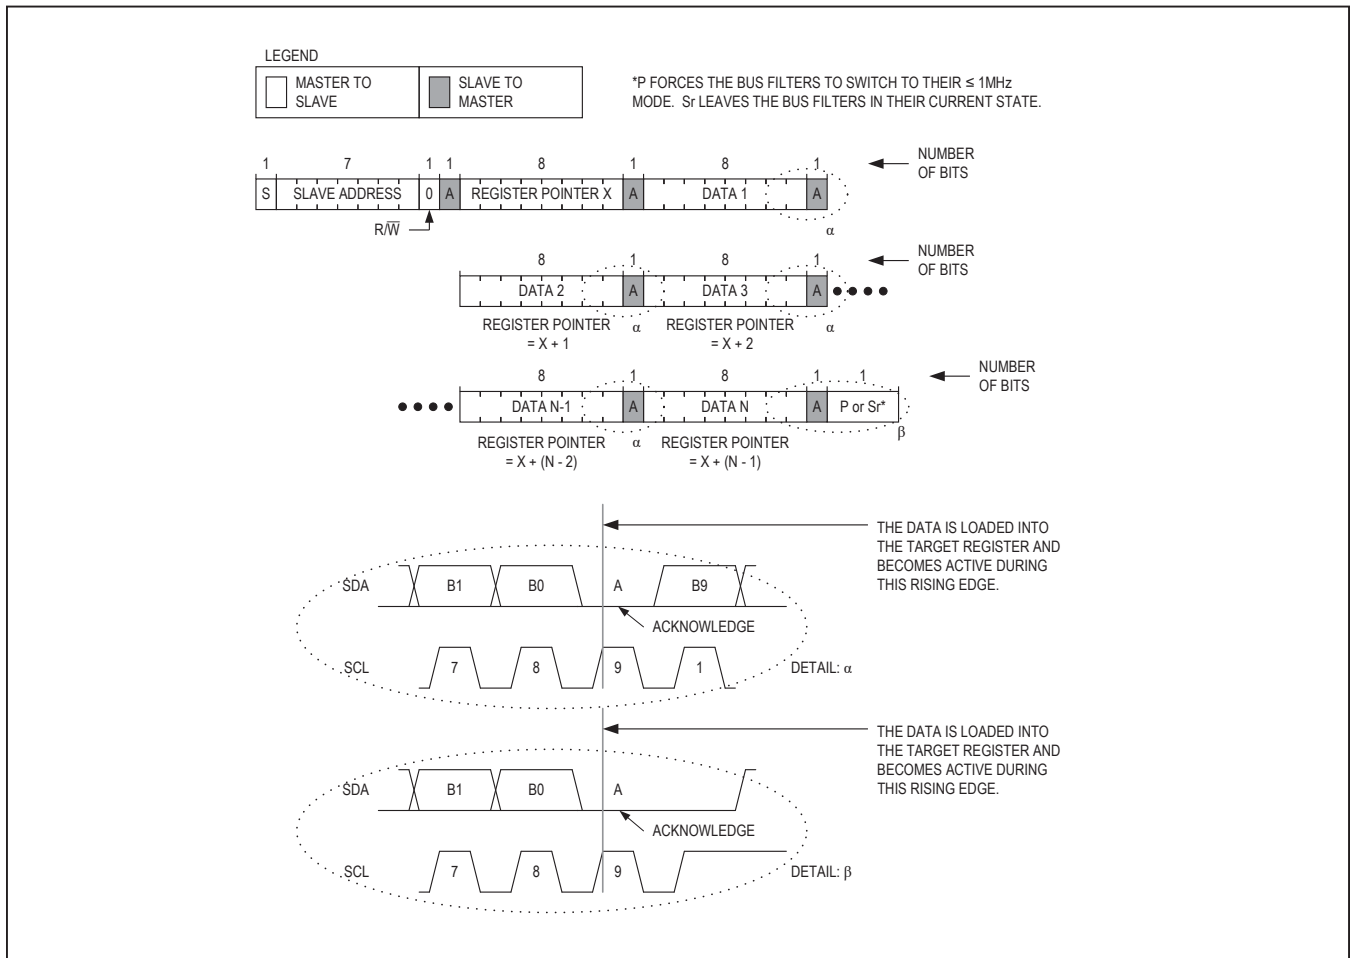 LEGEND
MASTER TO
SLAVE
SLAVE TO
MASTER
*P FORCES THE BUS FILTERS TO SWITCH TO THEIR ≤ 1MHz
MODE. Sr LEAVES THE BUS FILTERS IN THEIR CURRENT STATE.
1 7 1 1 8 1 8 1
NUMBER
OF BITS
S SLAVE ADDRESS 0 A REGISTER POINTER X A DATA 1 A
R/W̅
α
8 1 8 1
NUMBER
OF BITS
DATA 2 A DATA 3 A
REGISTER POINTER
= X + 1
α
REGISTER POINTER
= X + 2
α
8 1 8 1 1
NUMBER
OF BITS
DATA N-1 A DATA N A P or Sr*
β
REGISTER POINTER
= X + (N - 2)
α
REGISTER POINTER
= X + (N - 1)
THE DATA IS LOADED INTO
THE TARGET REGISTER AND
BECOMES ACTIVE DURING
THIS RISING EDGE.
SDA B1 B0 A B9
ACKNOWLEDGE
SCL 7 8 9 1
DETAIL: α
THE DATA IS LOADED INTO
THE TARGET REGISTER AND
BECOMES ACTIVE DURING
THIS RISING EDGE.
SDA B1 B0 A
ACKNOWLEDGE
SCL 7 8 9
DETAIL: β